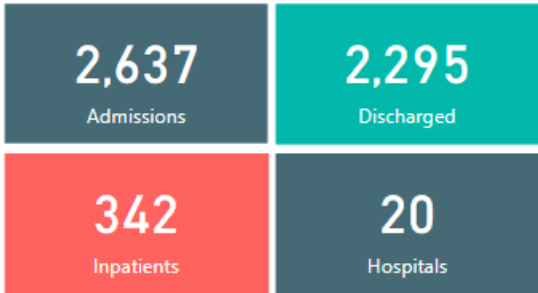 2,637
Admissions
2,295
Discharged
342
Inpatients
20
Hospitals